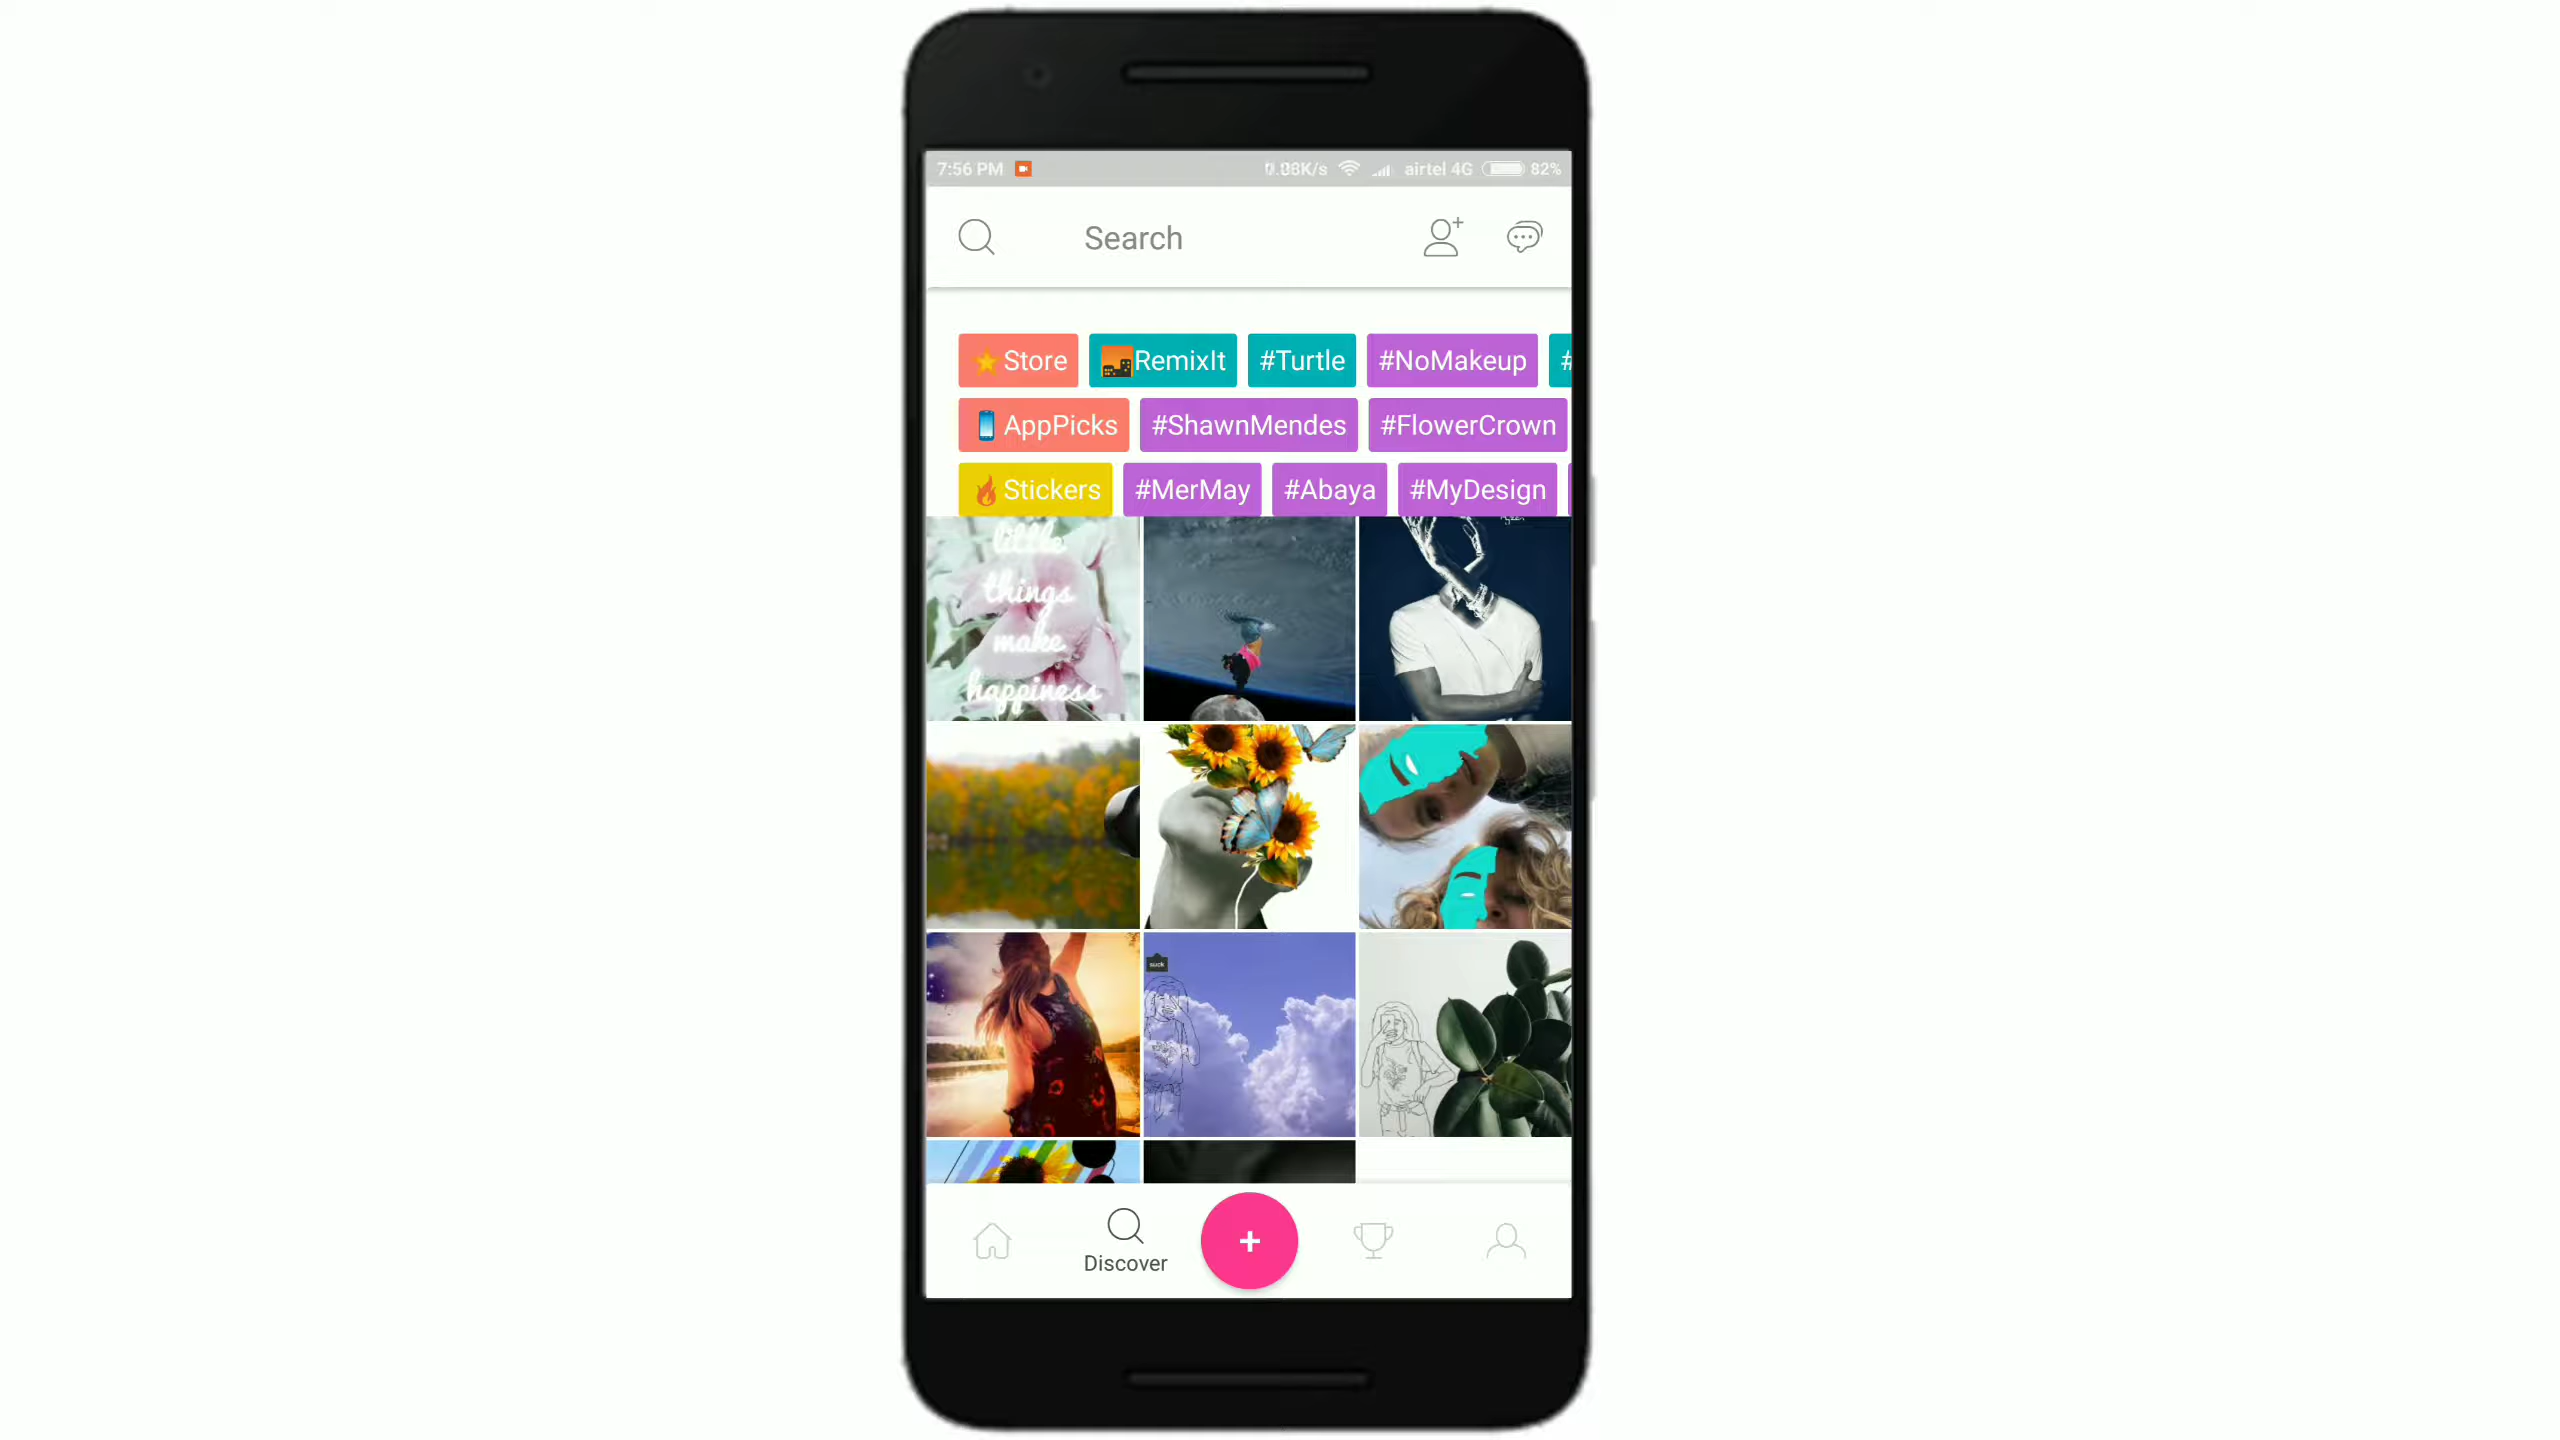 7:56 PM airtel 4G 82%
Search
Store RemixIt #Turtle #NoMakeup #
AppPicks #ShawnMendes #FlowerCrown
Stickers #MerMay #Abaya #MyDesign
little
things
make
happiness
suck
+
Discover